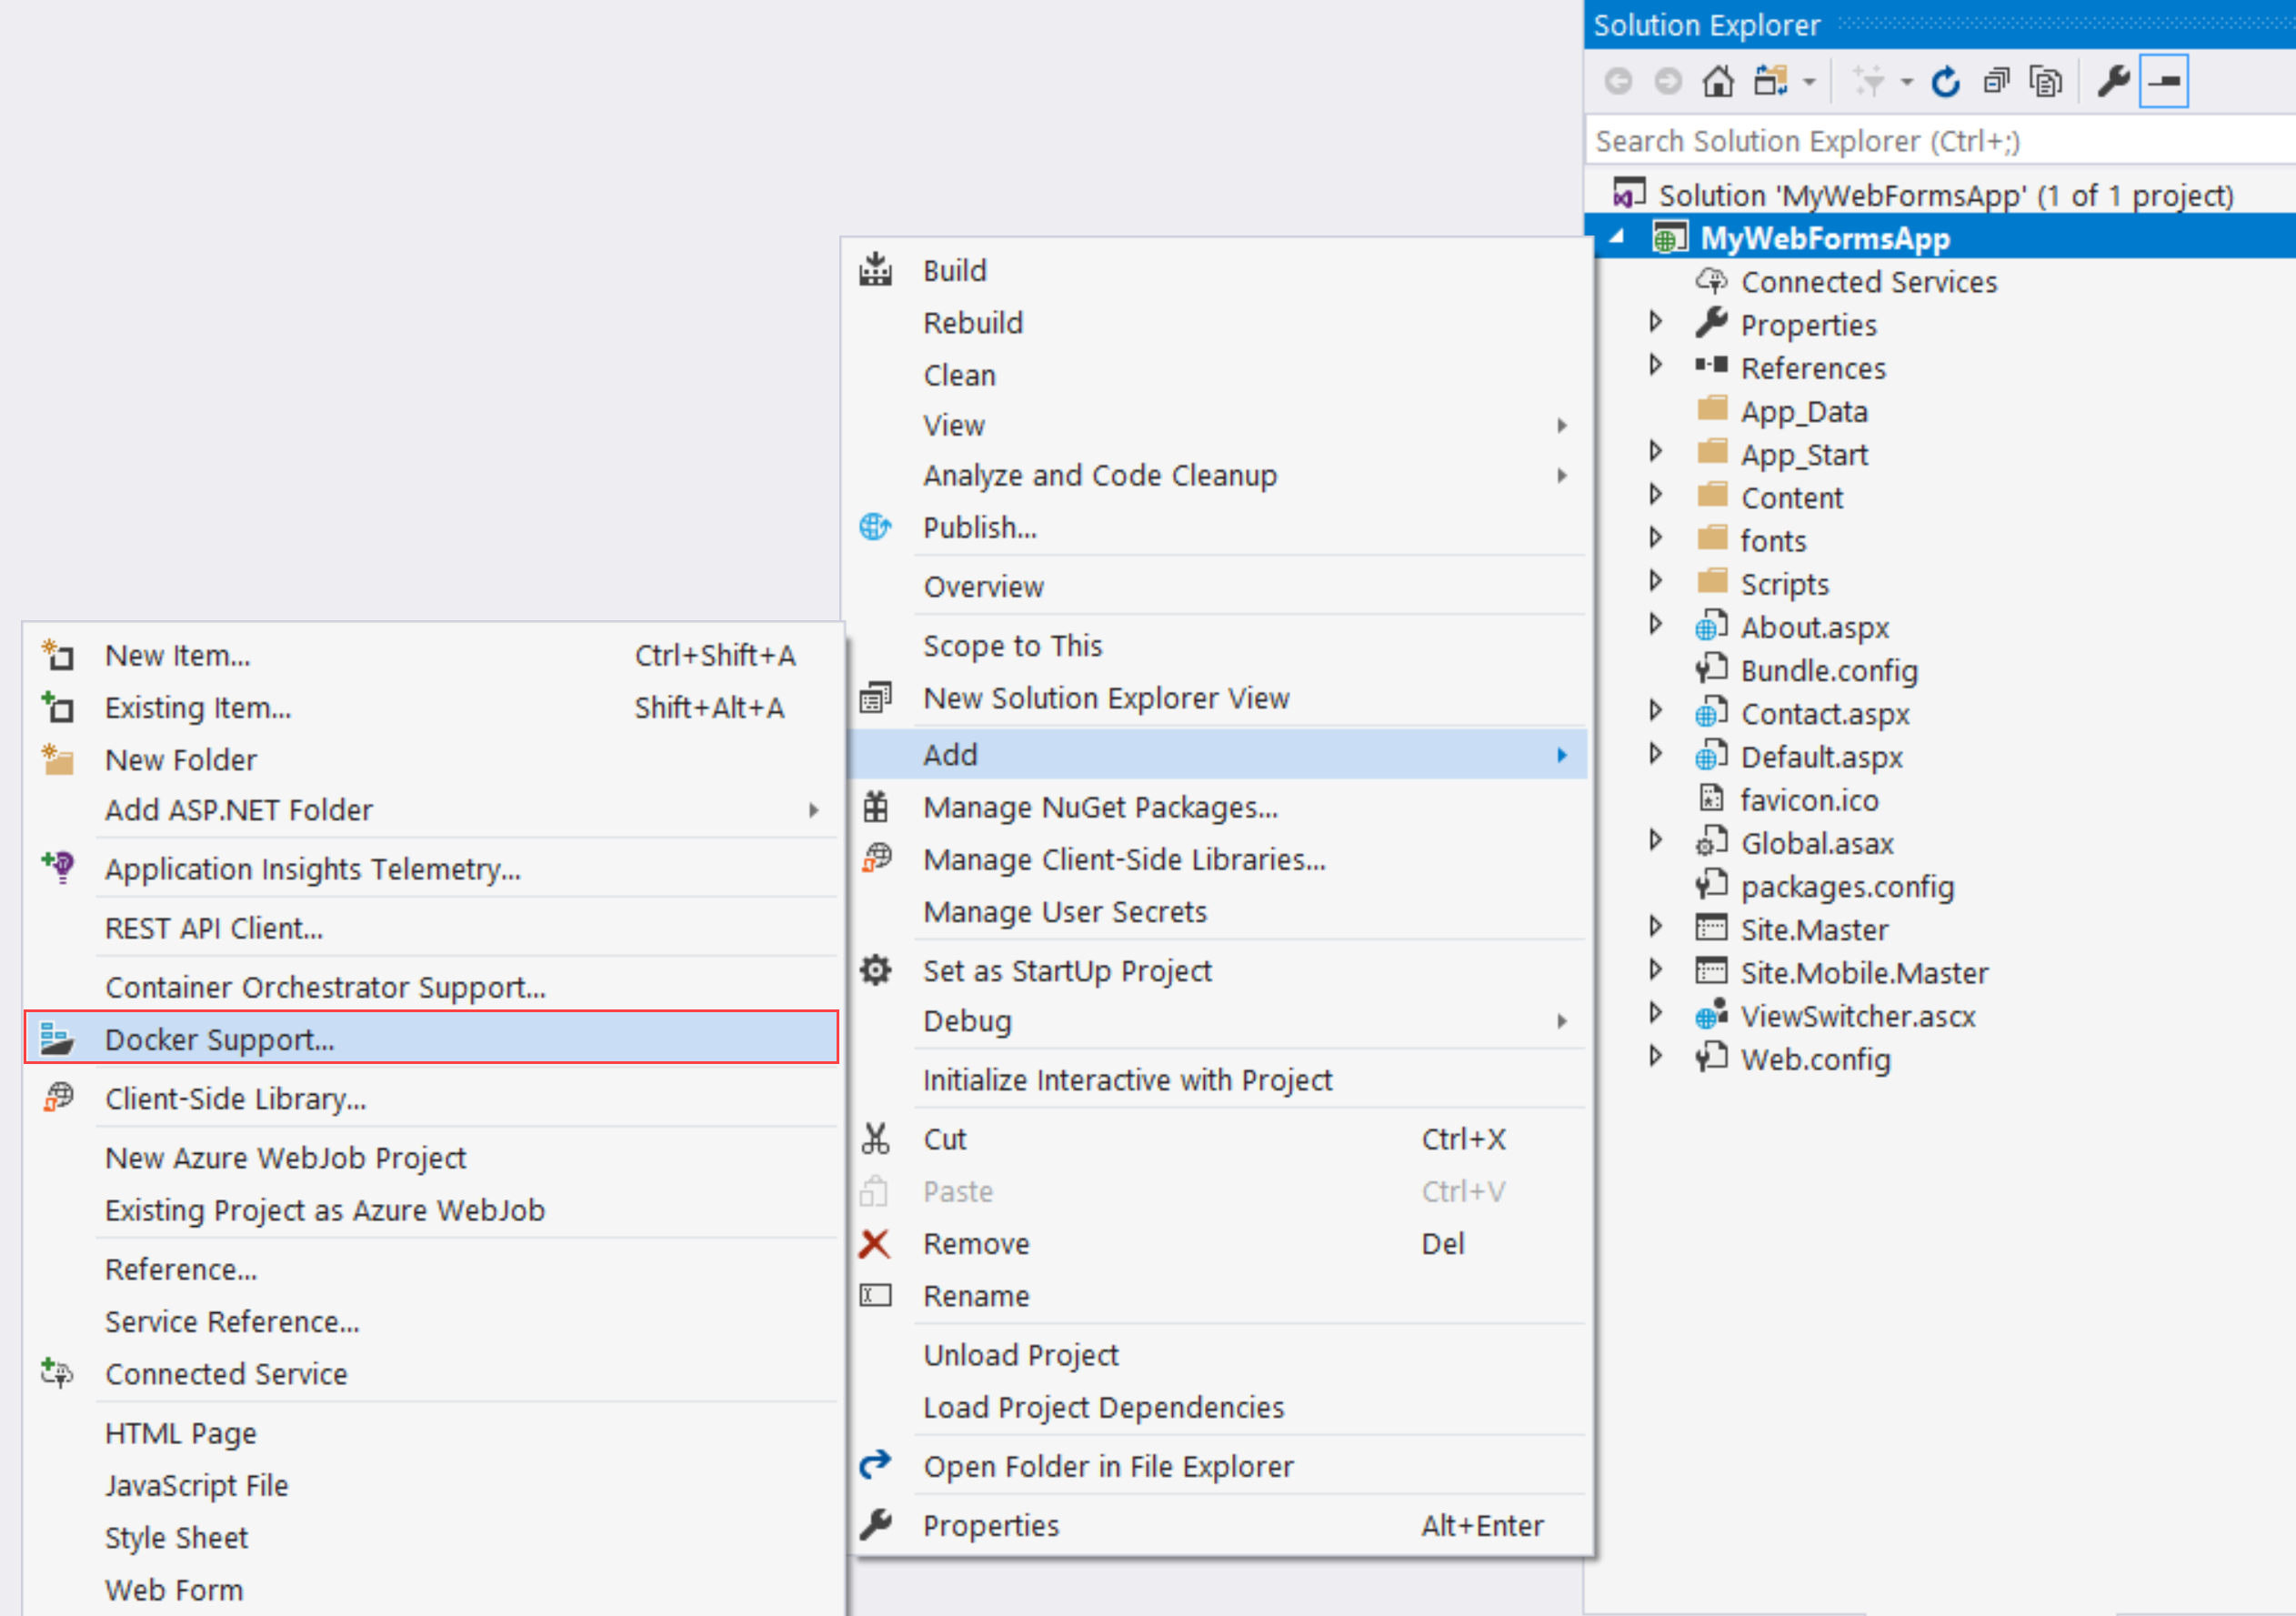 Solution Explorer
Search Solution Explorer (Ctrl+;)
Solution 'MyWebFormsApp' (1 of 1 project)
MyWebFormsApp
Connected Services
Properties
References
App_Data
App_Start
Content
fonts
Scripts
About.aspx
Bundle.config
Contact.aspx
Default.aspx
favicon.ico
Global.asax
packages.config
Site.Master
Site.Mobile.Master
ViewSwitcher.ascx
Web.config
Build
Rebuild
Clean
View
Analyze and Code Cleanup
Publish...
Overview
Scope to This
New Solution Explorer View
Add
Manage NuGet Packages...
Manage Client-Side Libraries...
Manage User Secrets
Set as StartUp Project
Debug
Initialize Interactive with Project
Cut Ctrl+X
Paste Ctrl+V
Remove Del
Rename
Unload Project
Load Project Dependencies
Open Folder in File Explorer
Properties Alt+Enter
New Item... Ctrl+Shift+A
Existing Item... Shift+Alt+A
New Folder
Add ASP.NET Folder
Application Insights Telemetry...
REST API Client...
Container Orchestrator Support...
Docker Support...
Client-Side Library...
New Azure WebJob Project
Existing Project as Azure WebJob
Reference...
Service Reference...
Connected Service
HTML Page
JavaScript File
Style Sheet
Web Form